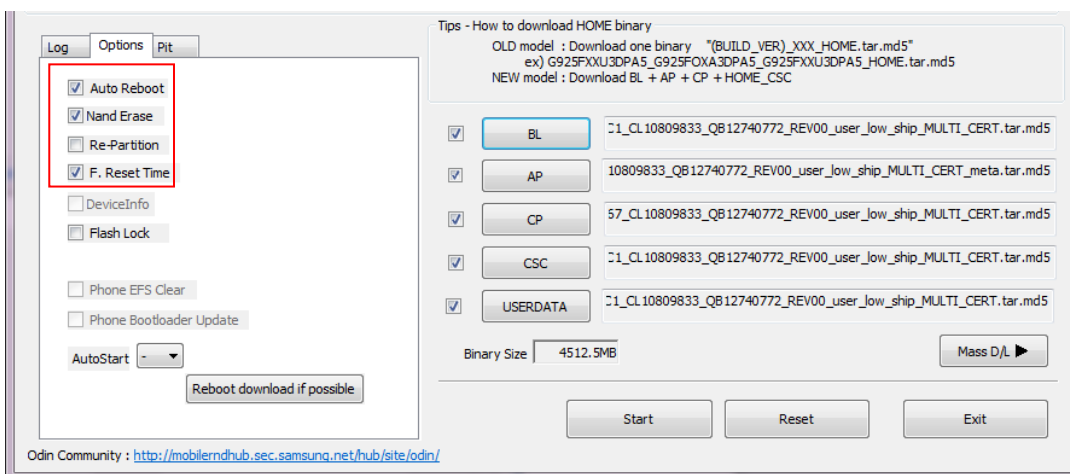 Log Options Pit
Auto Reboot
Nand Erase
Re-Partition
F. Reset Time
DeviceInfo
Flash Lock
Phone EFS Clear
Phone Bootloader Update
AutoStart -
Reboot download if possible
Odin Community : http://mobilerndhub.sec.samsung.net/hub/site/odin/
Tips - How to download HOME binary
OLD model : Download one binary "(BUILD_VER)_XXX_HOME.tar.md5"
ex) G925FXXU3DPA5_G925FOXA3DPA5_G925FXXU3DPA5_HOME.tar.md5
NEW model : Download BL + AP + CP + HOME_CSC
BL C1_CL10809833_QB12740772_REV00_user_low_ship_MULTI_CERT.tar.md5
AP 10809833_QB12740772_REV00_user_low_ship_MULTI_CERT_meta.tar.md5
CP 57_CL10809833_QB12740772_REV00_user_low_ship_MULTI_CERT.tar.md5
CSC C1_CL10809833_QB12740772_REV00_user_low_ship_MULTI_CERT.tar.md5
USERDATA C1_CL10809833_QB12740772_REV00_user_low_ship_MULTI_CERT.tar.md5
Binary Size 4512.5MB
Mass D/L ▶
Start Reset Exit